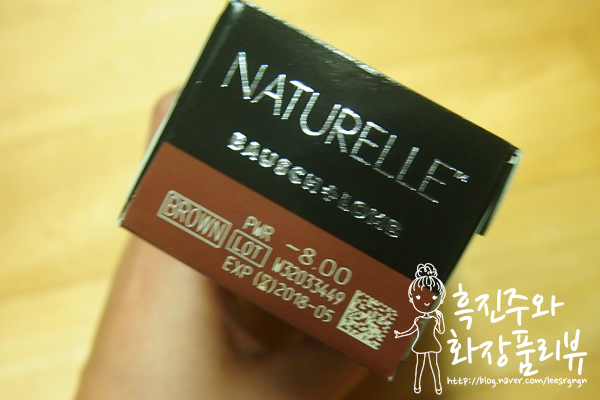 NATURELLE™
BAUSCH+LOMB
PWR -8.00
BROWN LOT W32033449
EXP 2018-05
흑진주와
화장품리뷰
http://blog.naver.com/leesrgngn